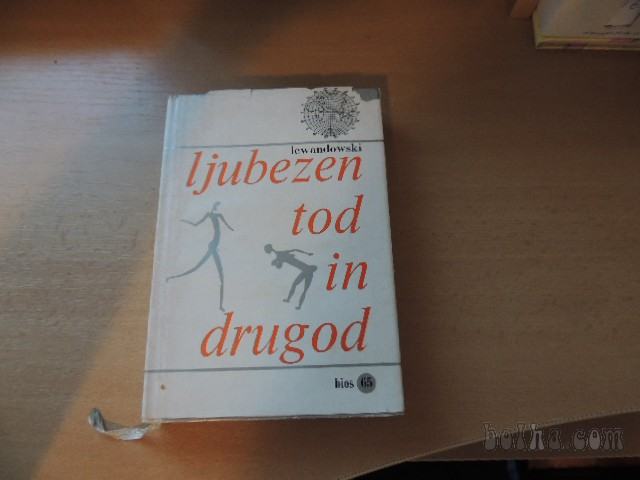 lewandowski
ljubezen
tod
in
drugod
bios 65
bolha.com